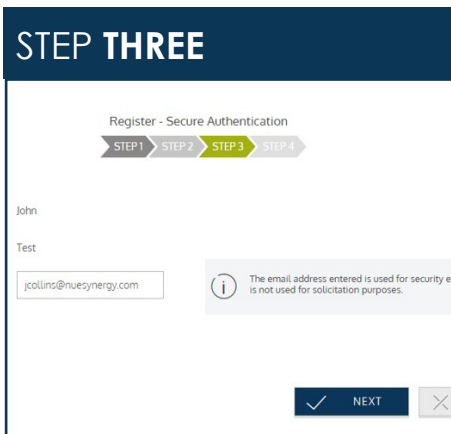 STEP THREE
Register - Secure Authentication
STEP 1 STEP 2 STEP 3 STEP 4
John
Test
jcollins@nuesynergy.com
The email address entered is used for security e
is not used for solicitation purposes.
NEXT